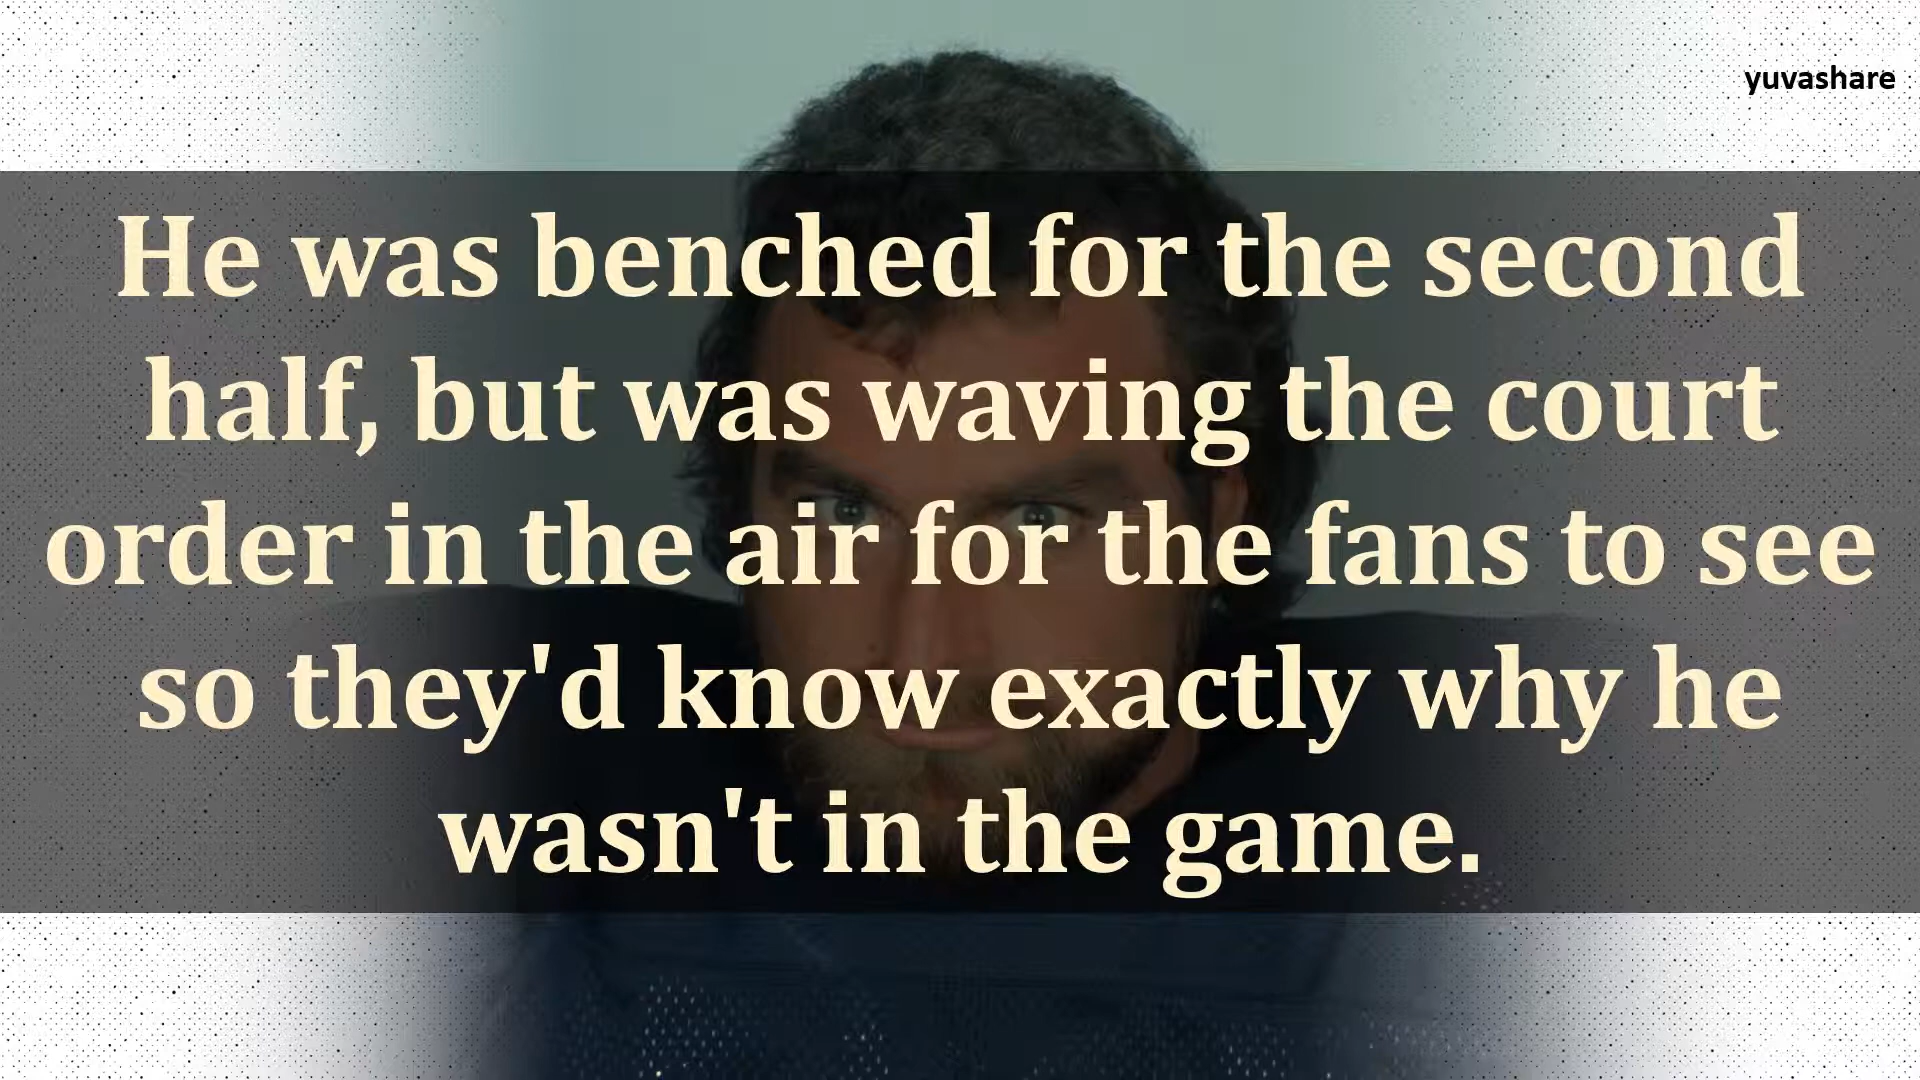 yuvashare
He was benched for the second
half, but was waving the court
order in the air for the fans to see
so they'd know exactly why he
wasn't in the game.